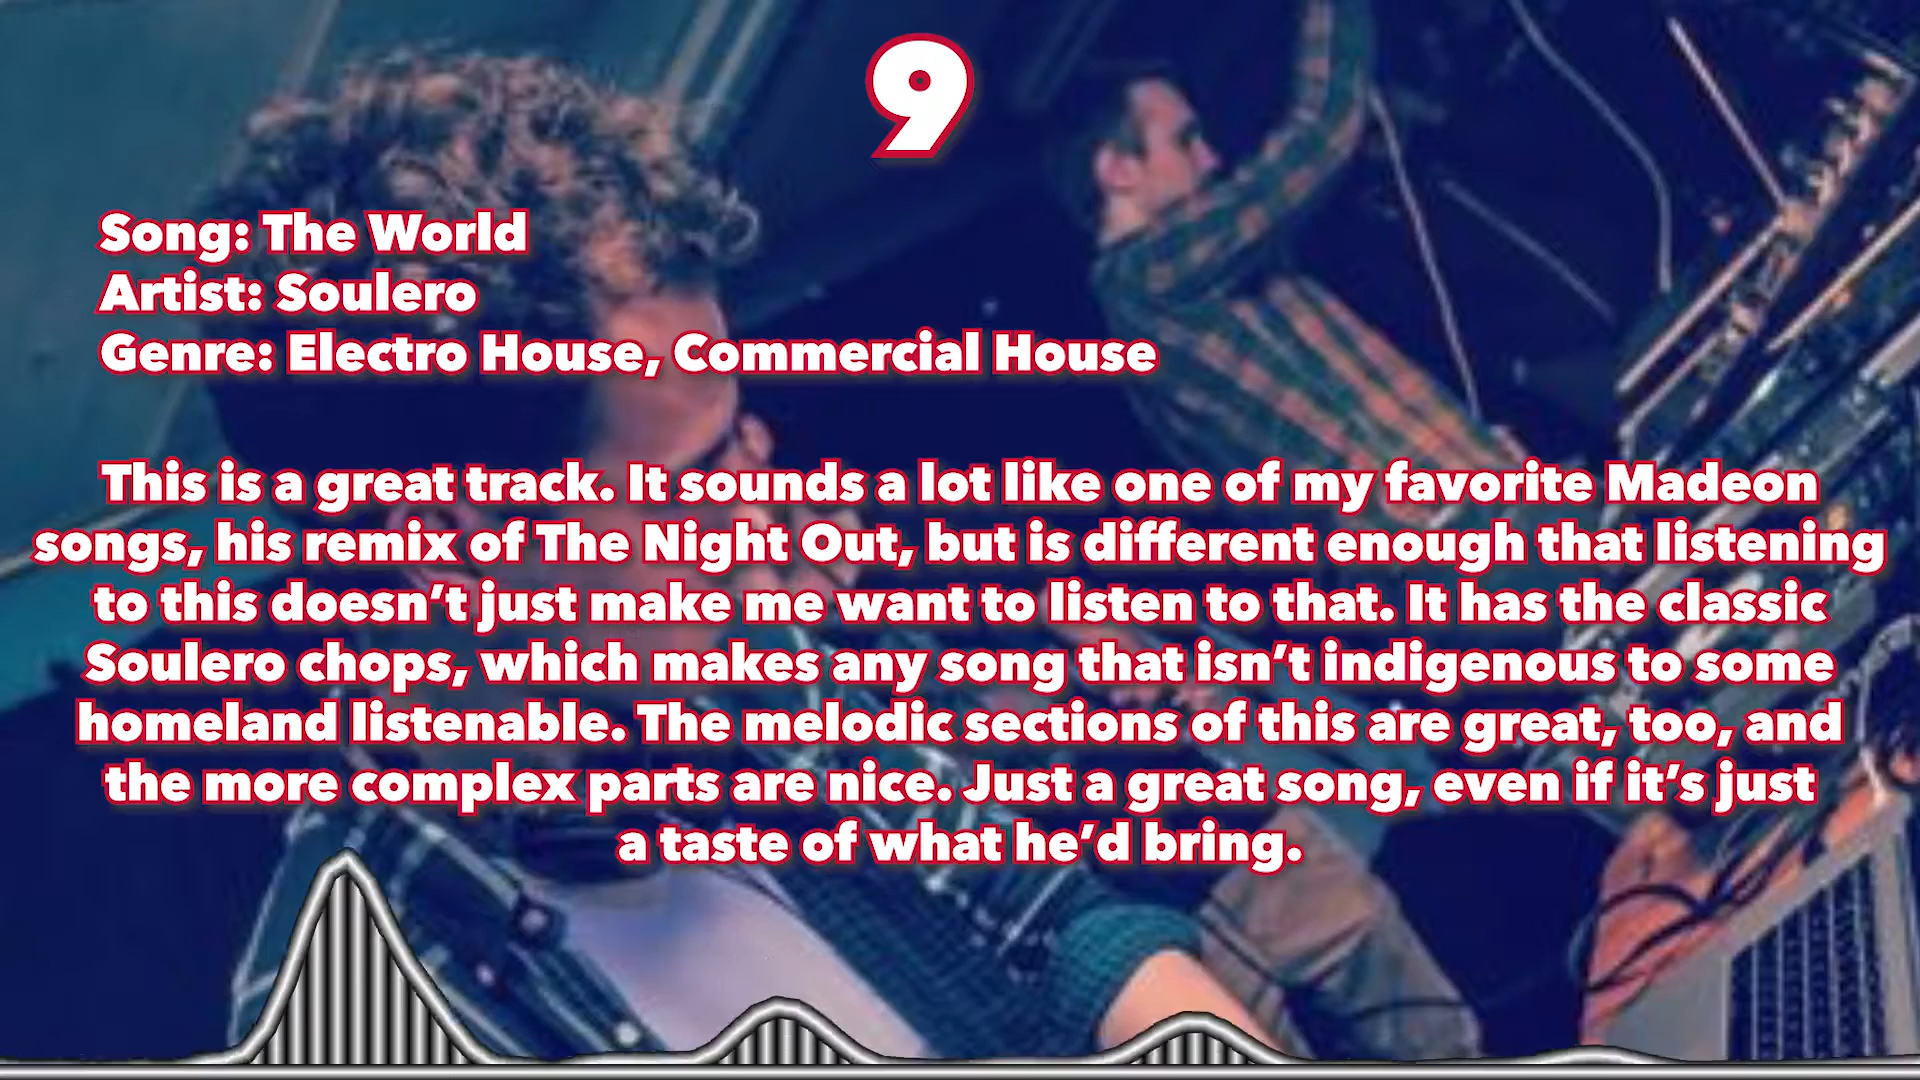 9
Song: The World
Artist: Soulero
Genre: Electro House, Commercial House
This is a great track. It sounds a lot like one of my favorite Madeon
songs, his remix of The Night Out, but is different enough that listening
to this doesn’t just make me want to listen to that. It has the classic
Soulero chops, which makes any song that isn’t indigenous to some
homeland listenable. The melodic sections of this are great, too, and
the more complex parts are nice. Just a great song, even if it’s just
a taste of what he’d bring.